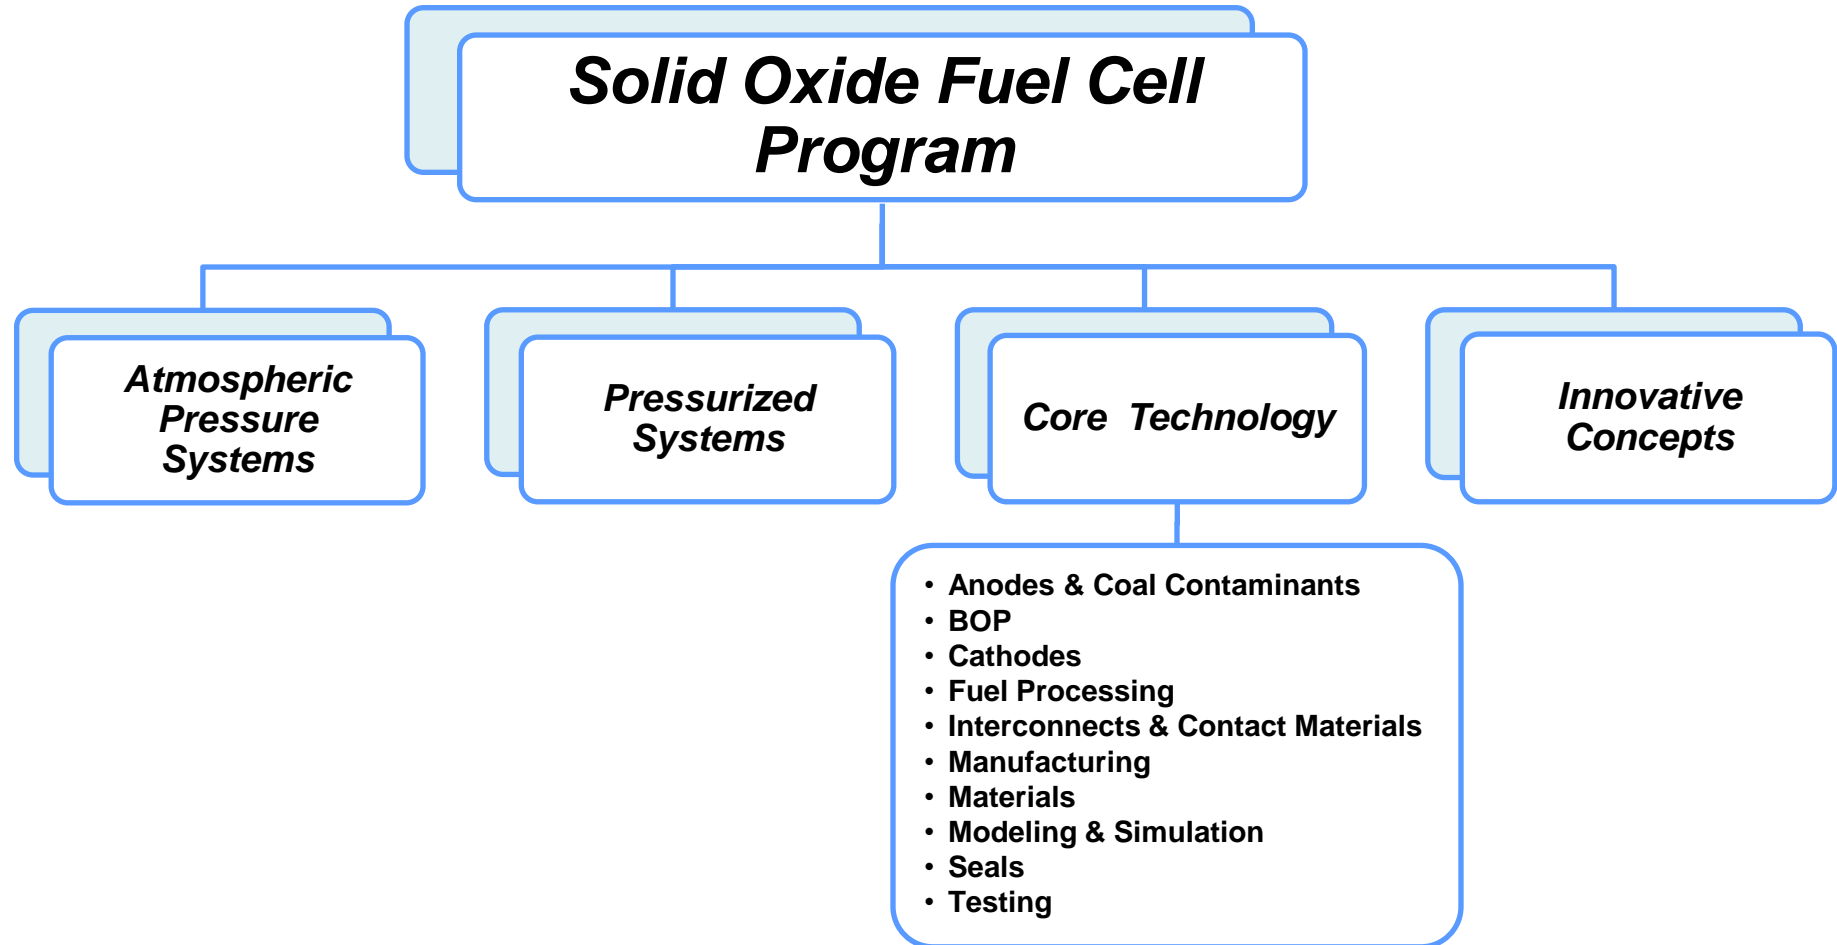 Solid Oxide Fuel Cell
Program
Atmospheric
Pressure
Systems
Pressurized
Systems
Core Technology
Innovative
Concepts
• Anodes & Coal Contaminants
• BOP
• Cathodes
• Fuel Processing
• Interconnects & Contact Materials
• Manufacturing
• Materials
• Modeling & Simulation
• Seals
• Testing